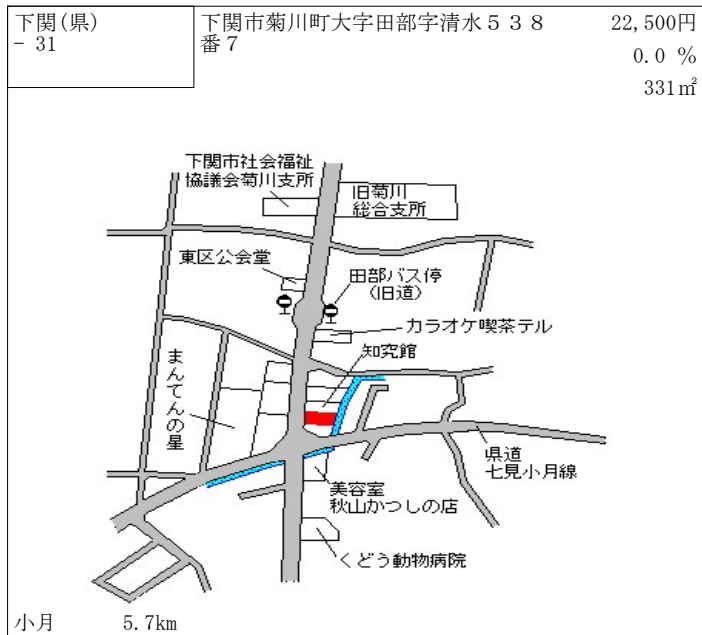 下関(県)
- 31
下関市菊川町大字田部字清水５３８
番７
22,500円
0.0 %
331㎡
下関市社会福祉
協議会菊川支所
旧菊川
総合支所
東区公会堂
田部バス停
(旧道)
カラオケ喫茶テル
知究館
まんてんの星
県道
七見小月線
美容室
秋山かつしの店
くどう動物病院
小月 5.7km